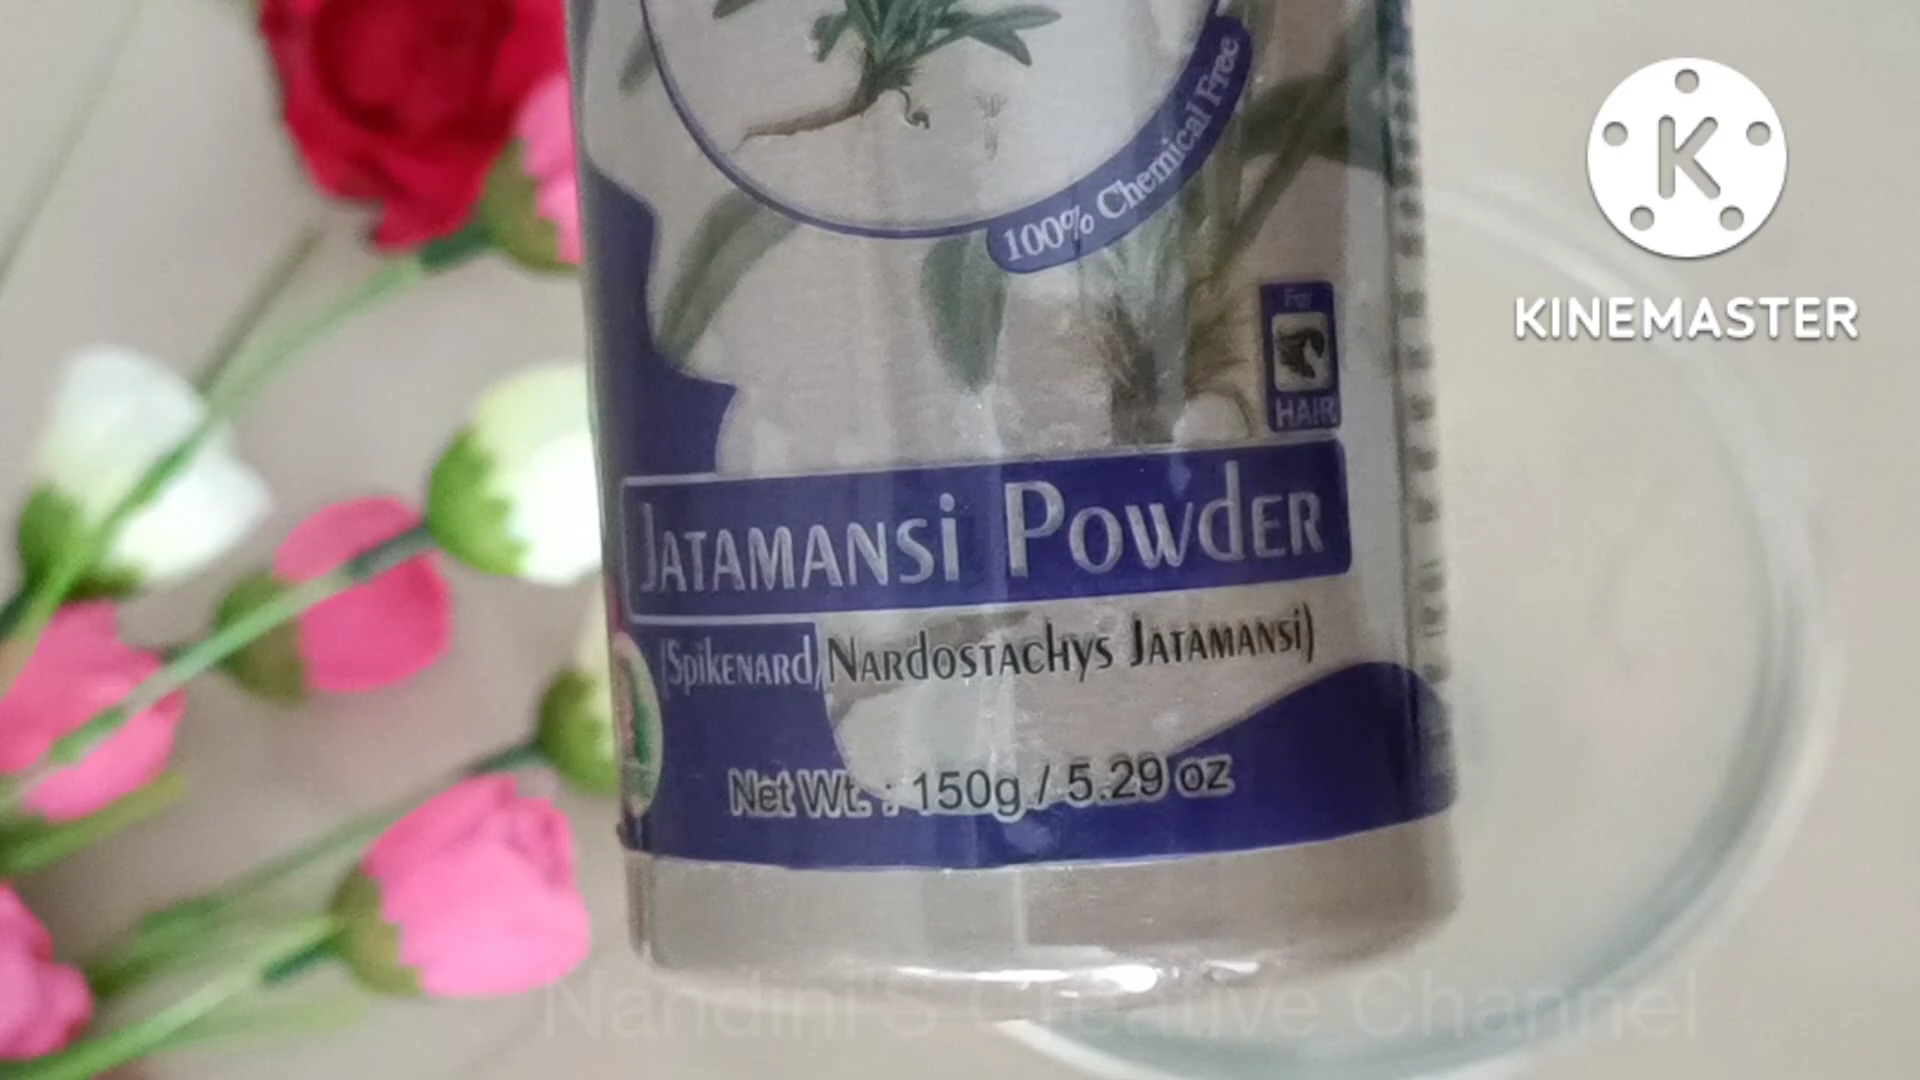 100% Chemical Free
K
KINEMASTER
For
HAIR
JATAMANSi PowdER
(SpikENARd, NARdOSTAChys JATAMANSi)
Net Wt. : 150g / 5.29 oz
Nandini'S Creative Channel